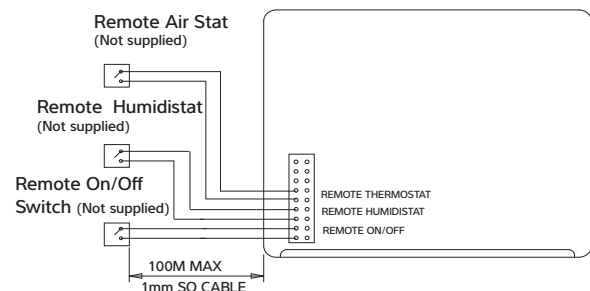 Remote Air Stat
(Not supplied)
Remote Humidistat
(Not supplied)
Remote On/Off
Switch (Not supplied)
REMOTE THERMOSTAT
REMOTE HUMIDISTAT
REMOTE ON/OFF
100M MAX
1mm SQ CABLE